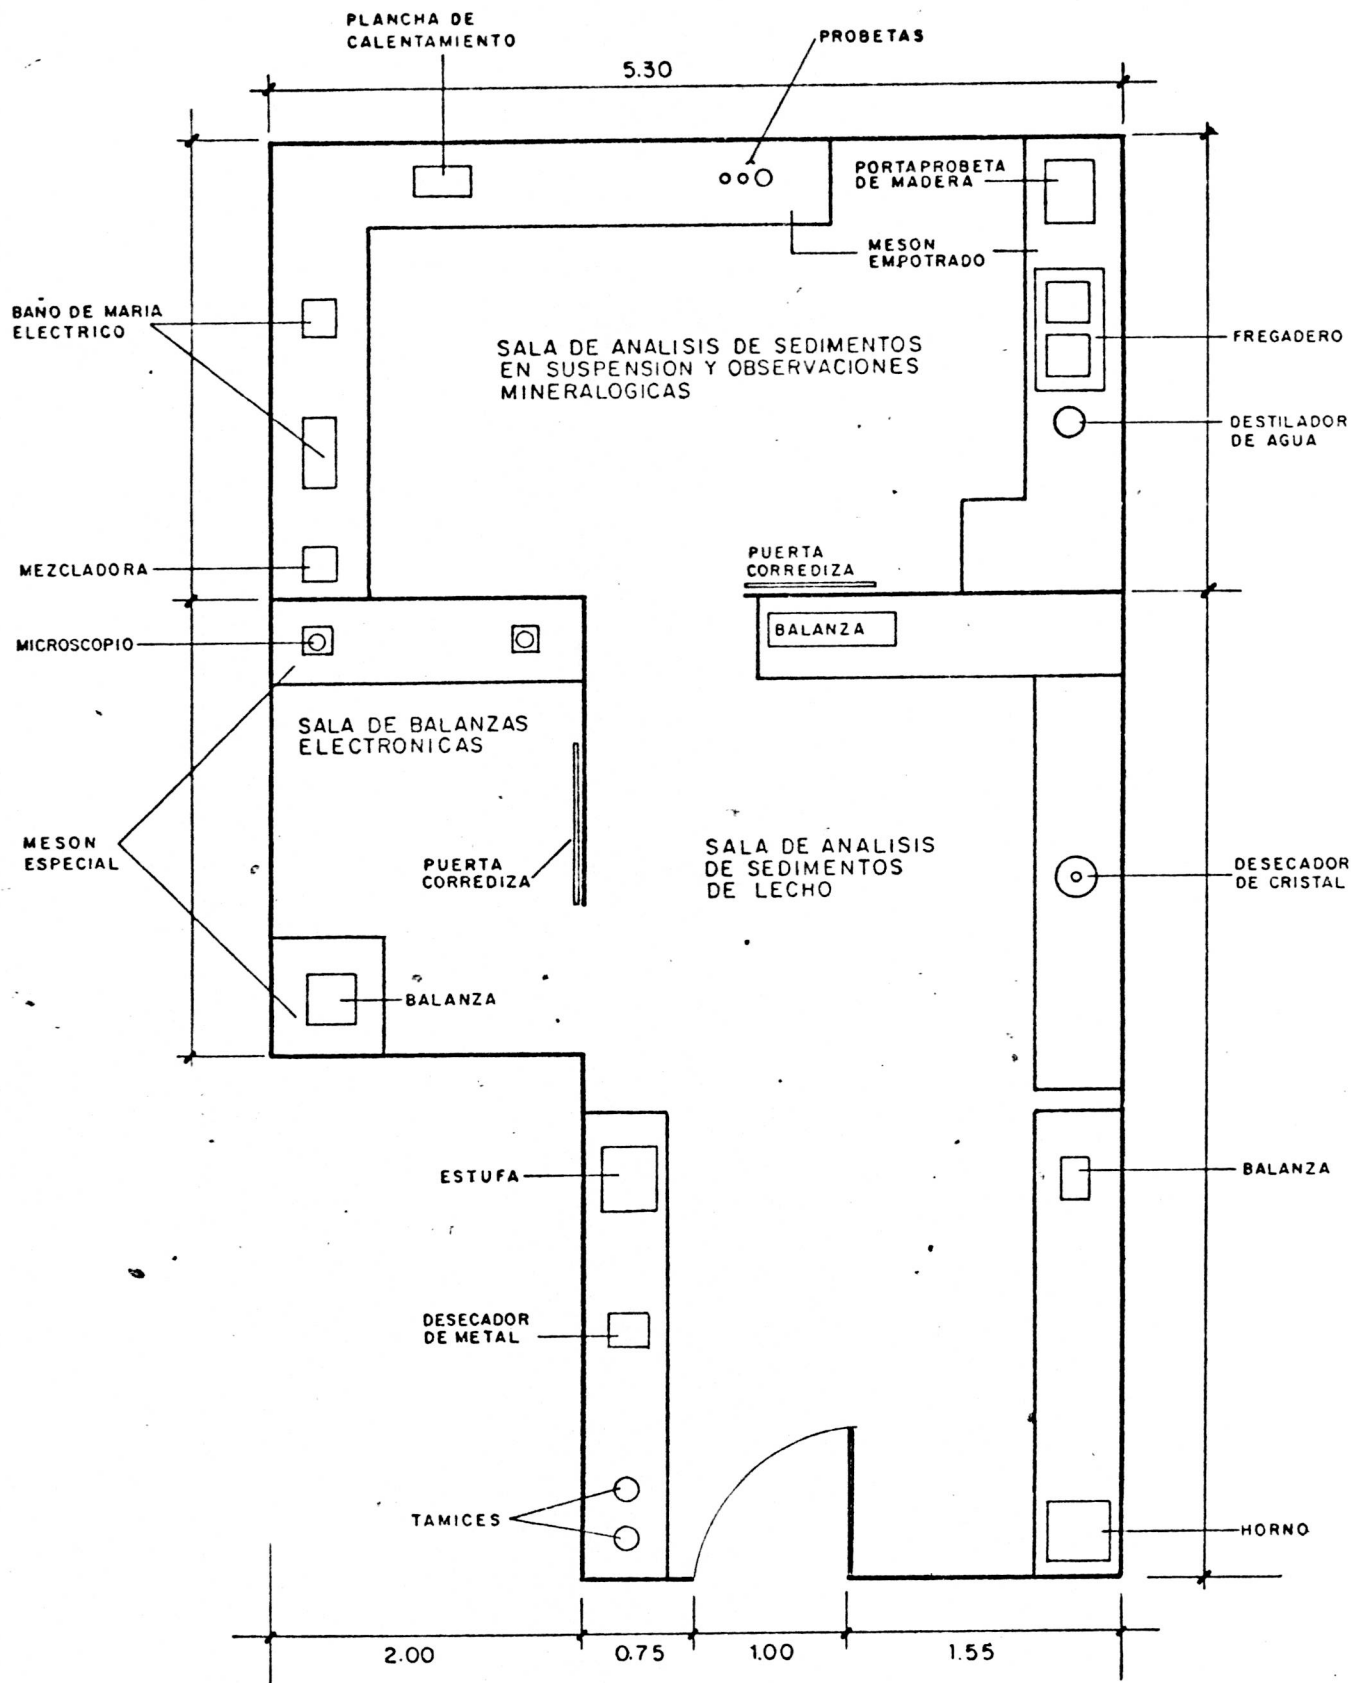 PLANCHA DE
CALENTAMIENTO
PROBETAS
5.30
PORTAPROBETA
DE MADERA
MESON
EMPOTRADO
BAÑO DE MARIA
ELECTRICO
FREGADERO
SALA DE ANALISIS DE SEDIMENTOS
EN SUSPENSION Y OBSERVACIONES
MINERALOGICAS
DESTILADOR
DE AGUA
PUERTA
CORREDIZA
MEZCLADORA
MICROSCOPIO
BALANZA
SALA DE BALANZAS
ELECTRONICAS
MESON
ESPECIAL
PUERTA
CORREDIZA
SALA DE ANALISIS
DE SEDIMENTOS
DE LECHO
DESECADOR
DE CRISTAL
BALANZA
ESTUFA
BALANZA
DESECADOR
DE METAL
TAMICES
HORNO
2.00
0.75
1.00
1.55